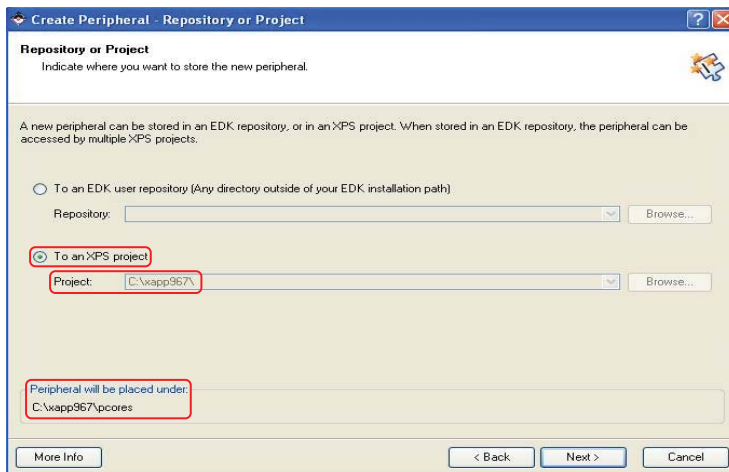 Create Peripheral - Repository or Project
Repository or Project
Indicate where you want to store the new peripheral.
A new peripheral can be stored in an EDK repository, or in an XPS project. When stored in an EDK repository, the peripheral can be
accessed by multiple XPS projects.
To an EDK user repository (Any directory outside of your EDK installation path)
Repository:
Browse...
To an XPS project
Project: C:\xapp967\
Browse...
Peripheral will be placed under:
C:\xapp967\pcores
More Info
< Back
Next >
Cancel